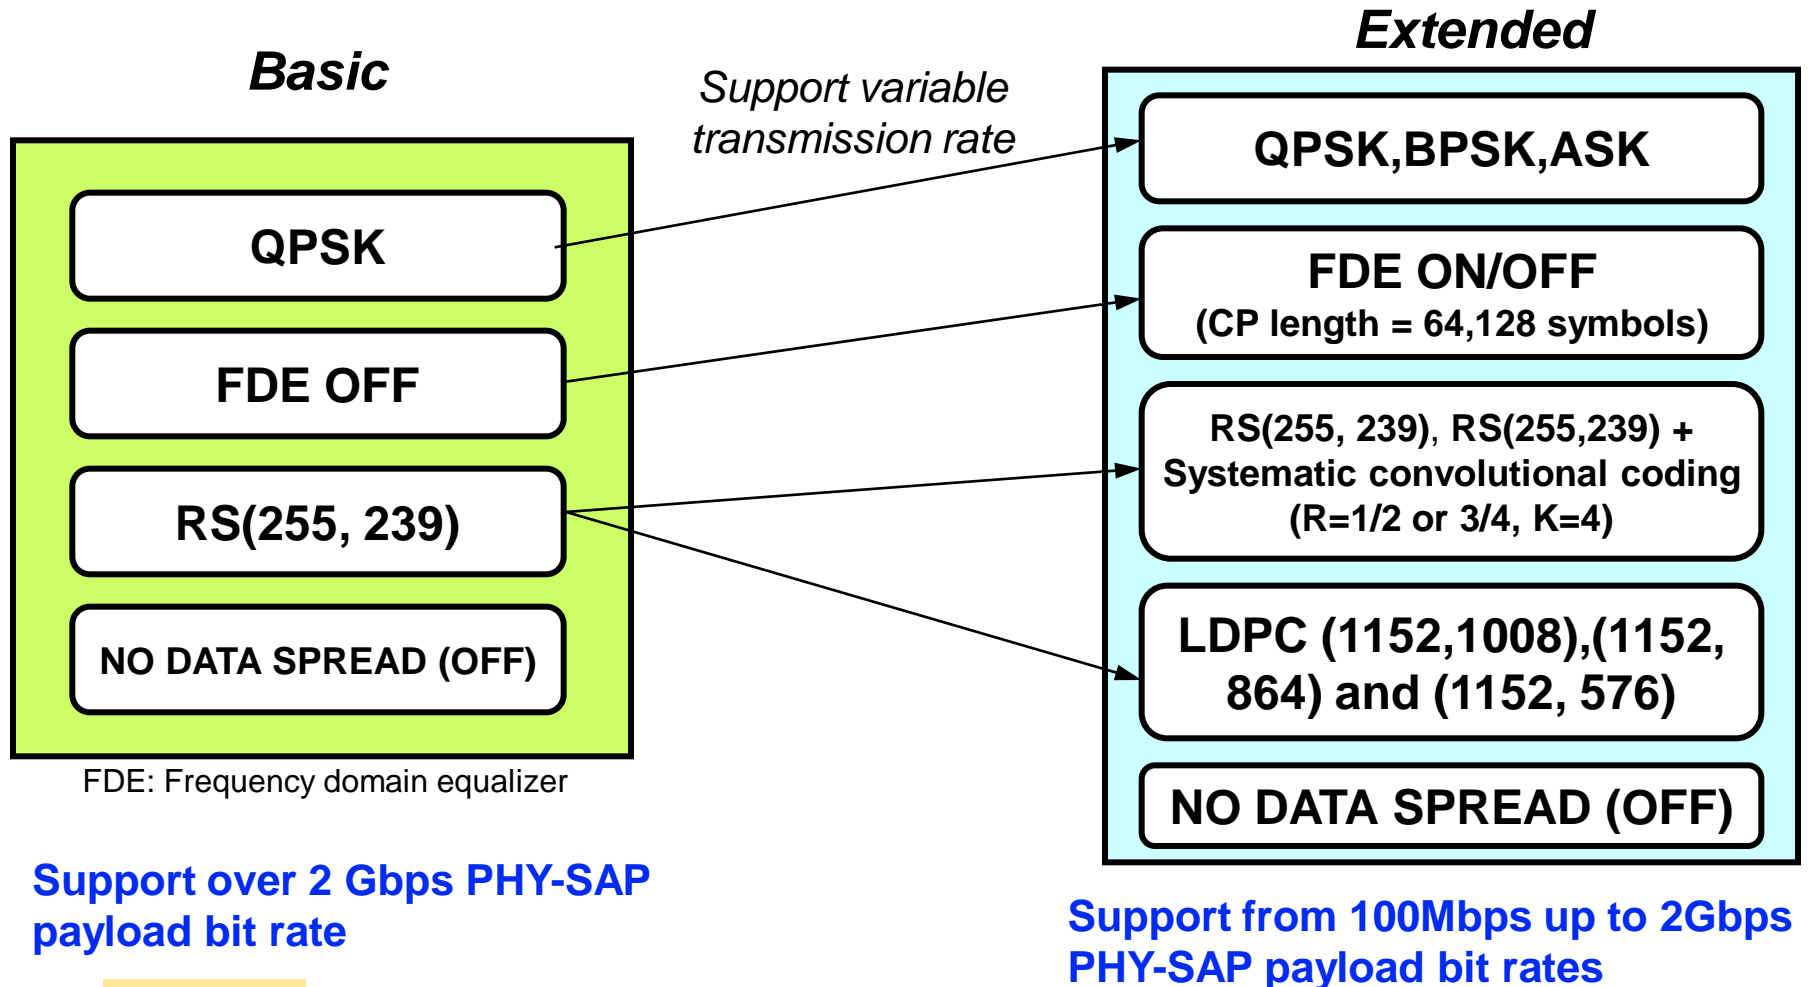 Basic
QPSK
FDE OFF
RS(255, 239)
NO DATA SPREAD (OFF)
FDE: Frequency domain equalizer
Support over 2 Gbps PHY-SAP
payload bit rate
Support variable
transmission rate
Extended
QPSK,BPSK,ASK
FDE ON/OFF
(CP length = 64,128 symbols)
RS(255, 239), RS(255,239) +
Systematic convolutional coding
(R=1/2 or 3/4, K=4)
LDPC (1152,1008),(1152,
864) and (1152, 576)
NO DATA SPREAD (OFF)
Support from 100Mbps up to 2Gbps
PHY-SAP payload bit rates